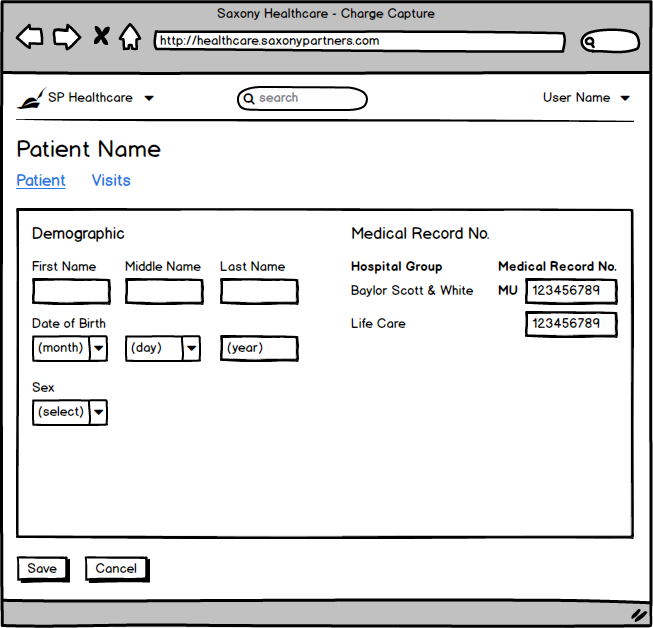 Saxony Healthcare - Charge Capture
http://healthcare.saxonypartners.com
SP Healthcare search User Name
Patient Name
Patient Visits
Demographic Medical Record No.
First Name Middle Name Last Name Hospital Group Medical Record No.
Baylor Scott & White MU 123456789
Date of Birth Life Care 123456789
(month) (day) (year)
Sex
(select)
Save Cancel